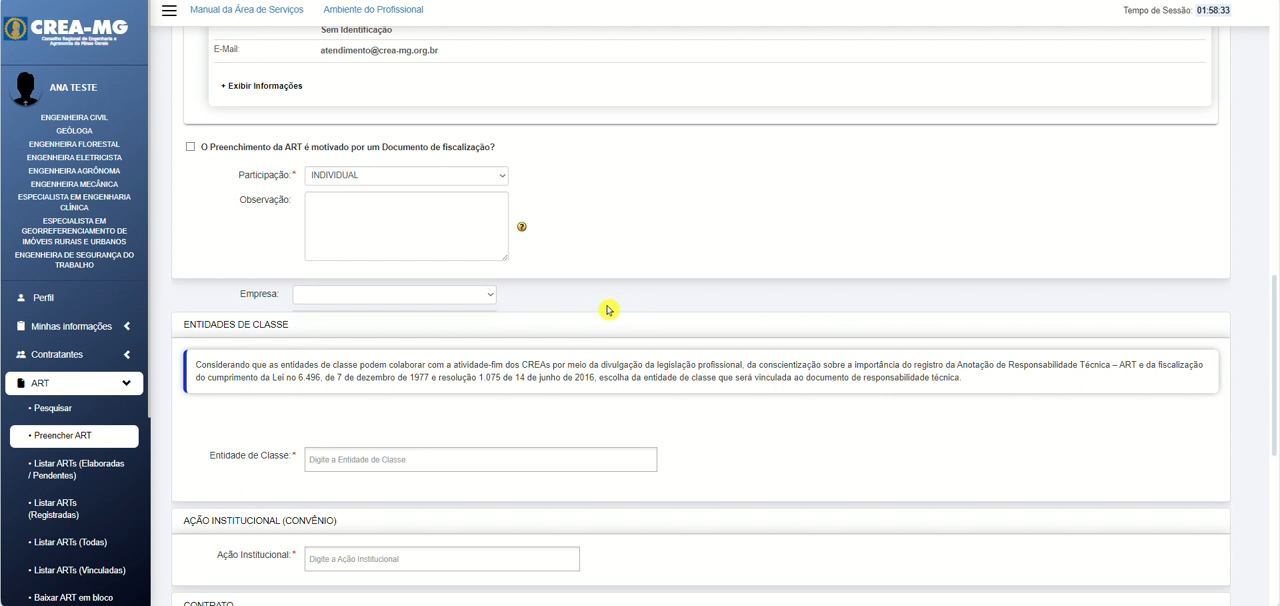 CREA-MG
Conselho Regional de Engenharia e
Agronomia de Minas Gerais
ANA TESTE
ENGENHEIRA CIVIL
GEÓLOGA
ENGENHEIRA FLORESTAL
ENGENHEIRA ELETRICISTA
ENGENHEIRA AGRÔNOMA
ENGENHEIRA MECÂNICA
ESPECIALISTA EM ENGENHARIA
CLÍNICA
ESPECIALISTA EM
GEORREFERENCIAMENTO DE
IMÓVEIS RURAIS E URBANOS
ENGENHEIRA DE SEGURANÇA DO
TRABALHO
Perfil
Minhas informações
Contratantes
ART
• Pesquisar
• Preencher ART
• Listar ARTs (Elaboradas
/ Pendentes)
• Listar ARTs
(Registradas)
• Listar ARTs (Todas)
• Listar ARTs (Vinculadas)
• Baixar ART em bloco
Manual da Área de Serviços Ambiente do Profissional
Tempo de Sessão: 01:58:33
Sem Identificação
E-Mail: atendimento@crea-mg.org.br
+ Exibir Informações
O Preenchimento da ART é motivado por um Documento de fiscalização?
Participação:* INDIVIDUAL
Observação:
?
Empresa:
ENTIDADES DE CLASSE
Considerando que as entidades de classe podem colaborar com a atividade-fim dos CREAs por meio da divulgação da legislação profissional, da conscientização sobre a importância do registro da Anotação de Responsabilidade Técnica – ART e da fiscalização
do cumprimento da Lei no 6.496, de 7 de dezembro de 1977 e resolução 1.075 de 14 de junho de 2016, escolha da entidade de classe que será vinculada ao documento de responsabilidade técnica.
Entidade de Classe:* Digite a Entidade de Classe
AÇÃO INSTITUCIONAL (CONVÊNIO)
Ação Institucional:* Digite a Ação Institucional
CONTRATO